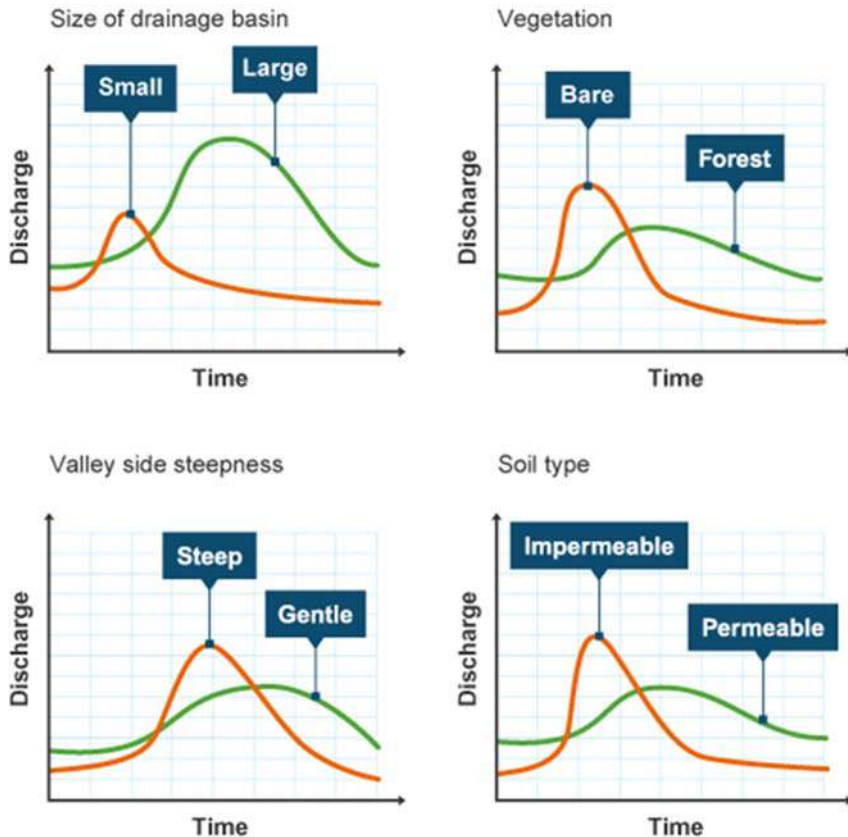 Size of drainage basin
Small
Large
Discharge
Time
Vegetation
Bare
Forest
Discharge
Time
Valley side steepness
Steep
Gentle
Discharge
Time
Soil type
Impermeable
Permeable
Discharge
Time